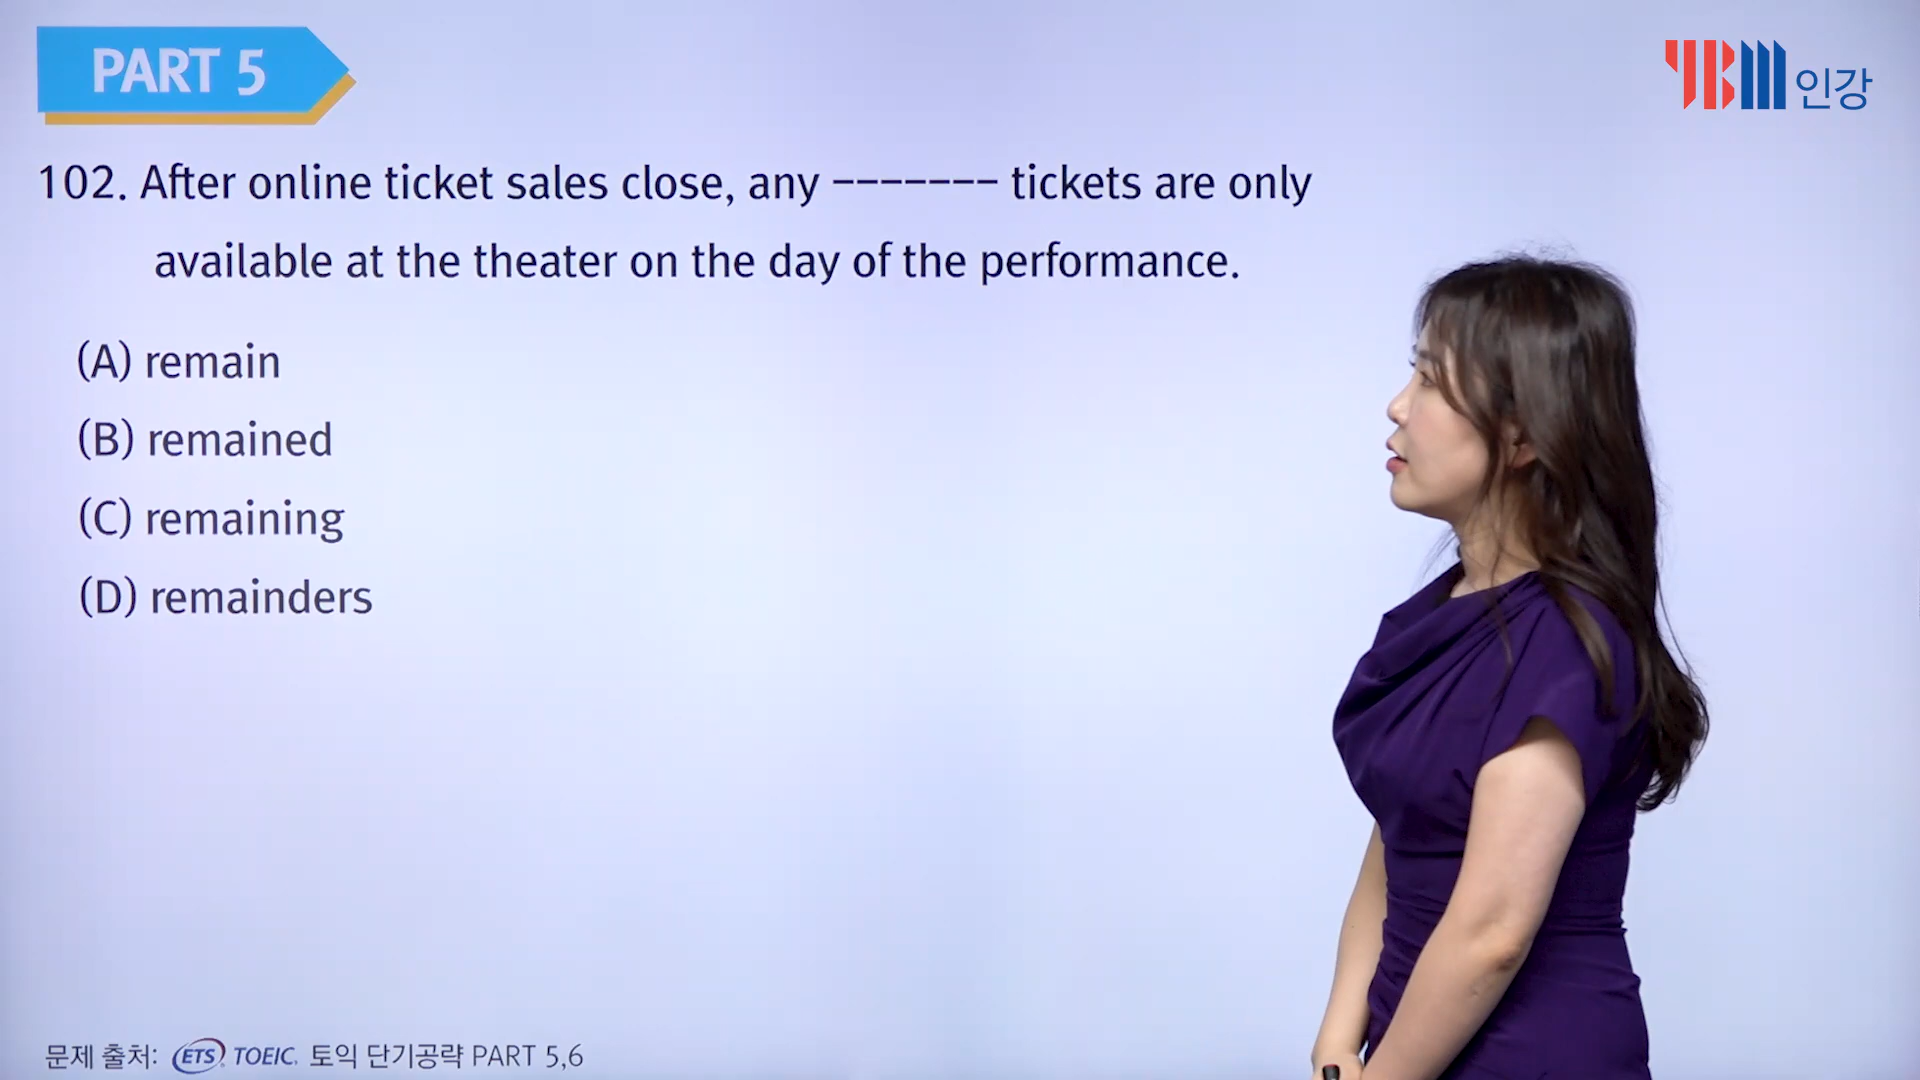 PART 5
YBM 인강
102. After online ticket sales close, any ------- tickets are only
available at the theater on the day of the performance.
(A) remain
(B) remained
(C) remaining
(D) remainders
문제 출처: ETS TOEIC. 토익 단기공략 PART 5,6